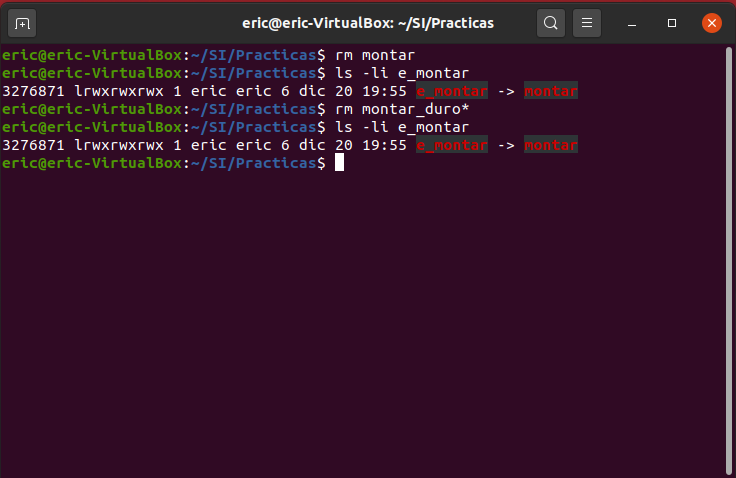 eric@eric-VirtualBox: ~/SI/Practicas
eric@eric-VirtualBox:~/SI/Practicas$ rm montar
eric@eric-VirtualBox:~/SI/Practicas$ ls -li e_montar
3276871 lrwxrwxrwx 1 eric eric 6 dic 20 19:55 e_montar -> montar
eric@eric-VirtualBox:~/SI/Practicas$ rm montar_duro*
eric@eric-VirtualBox:~/SI/Practicas$ ls -li e_montar
3276871 lrwxrwxrwx 1 eric eric 6 dic 20 19:55 e_montar -> montar
eric@eric-VirtualBox:~/SI/Practicas$